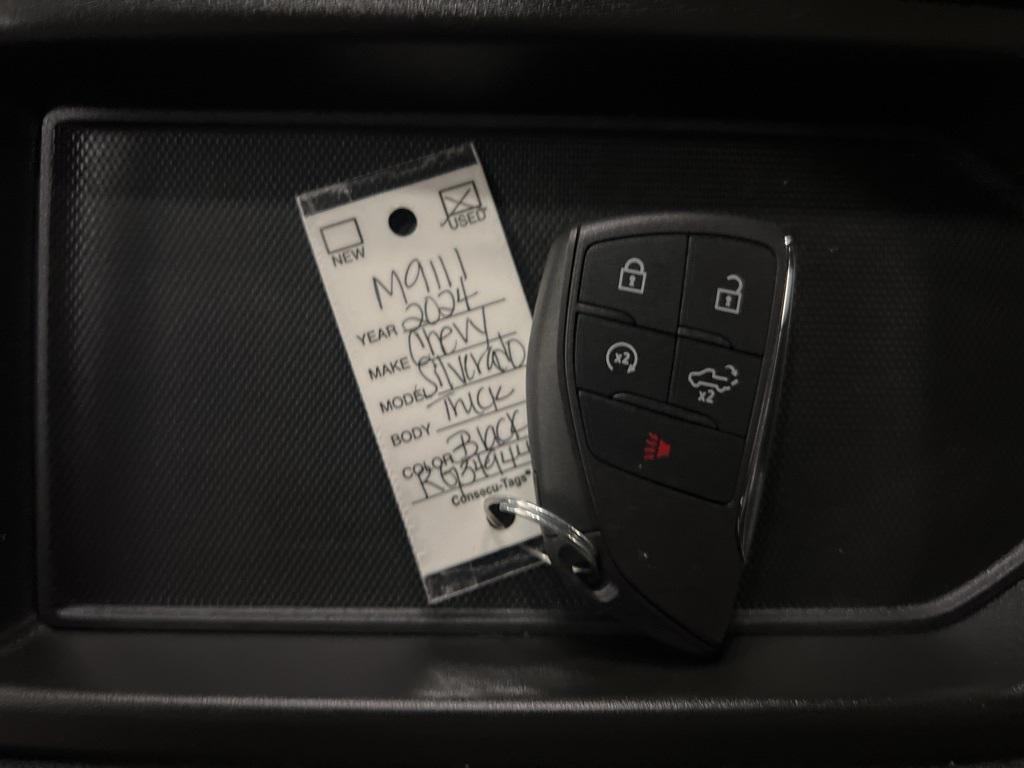 NEW
USED
M9111
YEAR 2024
MAKE Chevy
MODEL Silverado
BODY Truck
COLOR Black
Consecu-Tags
x2
x2